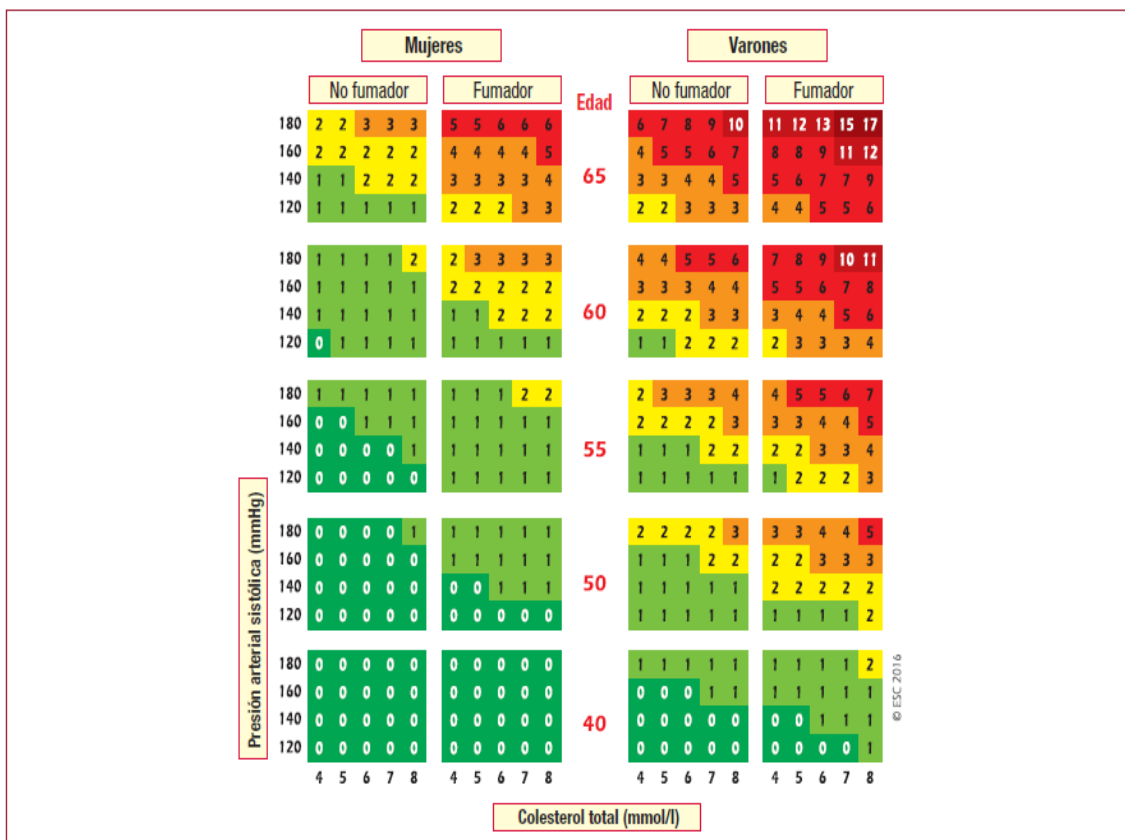 Mujeres Varones
No fumador Fumador Edad No fumador Fumador
180 2 2 3 3 3 5 5 6 6 6 6 7 8 9 10 11 12 13 15 17
160 2 2 2 2 2 4 4 4 4 5 4 5 5 6 7 8 8 9 11 12
65
140 1 1 2 2 2 3 3 3 3 4 3 3 4 4 5 5 6 7 7 9
120 1 1 1 1 1 2 2 2 3 3 2 2 3 3 3 4 4 5 5 6
180 1 1 1 1 2 2 3 3 3 3 4 4 5 5 6 7 8 9 10 11
160 1 1 1 1 1 2 2 2 2 2 3 3 3 4 4 5 5 6 7 8
60
140 1 1 1 1 1 1 1 2 2 2 2 2 2 3 3 3 4 4 5 6
120 0 1 1 1 1 1 1 1 1 1 1 1 2 2 2 2 3 3 3 4
180 1 1 1 1 1 1 1 1 2 2 2 3 3 3 4 4 5 5 6 7
160 0 0 1 1 1 1 1 1 1 1 2 2 2 2 3 3 3 4 4 5
55
140 0 0 0 0 1 1 1 1 1 1 1 1 1 2 2 2 2 3 3 4
120 0 0 0 0 0 1 1 1 1 1 1 1 1 1 1 1 2 2 2 3
180 0 0 0 0 1 1 1 1 1 1 2 2 2 2 3 3 3 4 4 5
160 0 0 0 0 0 1 1 1 1 1 1 1 1 2 2 2 2 3 3 3
50
140 0 0 0 0 0 0 0 1 1 1 1 1 1 1 1 2 2 2 2 2
120 0 0 0 0 0 0 0 0 0 0 1 1 1 1 1 1 1 1 1 2
180 0 0 0 0 0 0 0 0 0 0 1 1 1 1 1 1 1 1 1 2
160 0 0 0 0 0 0 0 0 0 0 0 0 0 1 1 1 1 1 1 1
40
140 0 0 0 0 0 0 0 0 0 0 0 0 0 0 0 0 0 1 1 1
120 0 0 0 0 0 0 0 0 0 0 0 0 0 0 0 0 0 0 0 1
4 5 6 7 8 4 5 6 7 8 4 5 6 7 8 4 5 6 7 8
Presión arterial sistólica (mmHg)
Colesterol total (mmol/l)
© ESC 2016